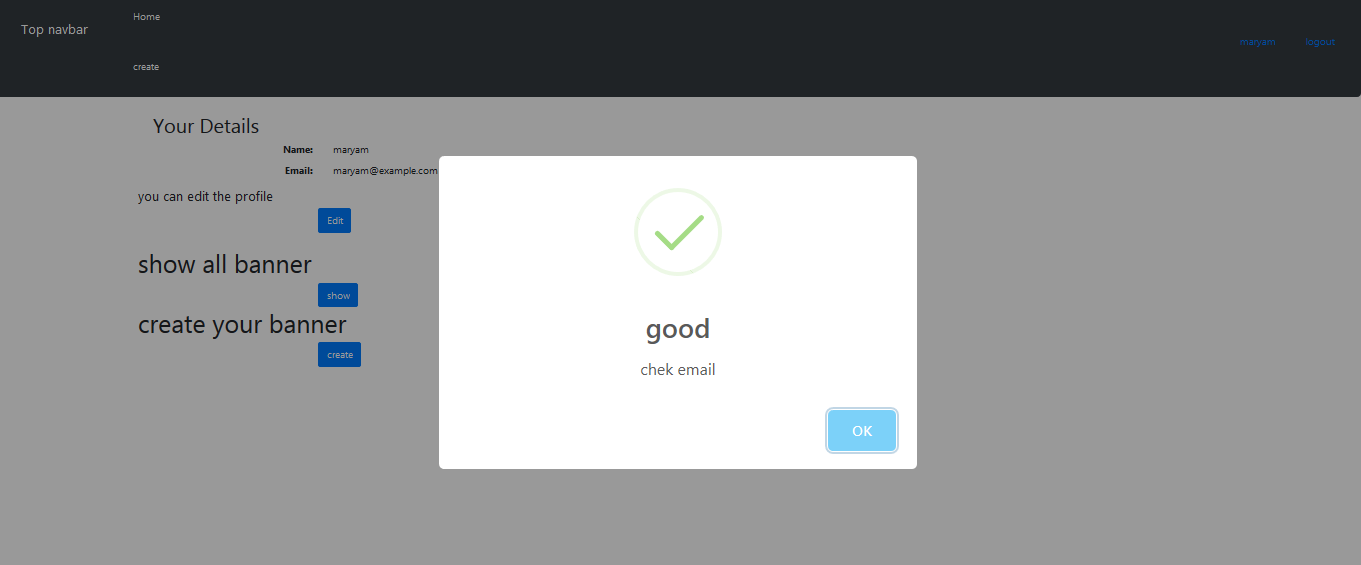 Top navbar
Home
create
maryam
logout
Your Details
Name: maryam
Email: maryam@example.com
you can edit the profile
Edit
show all banner
show
create your banner
create
good
chek email
OK